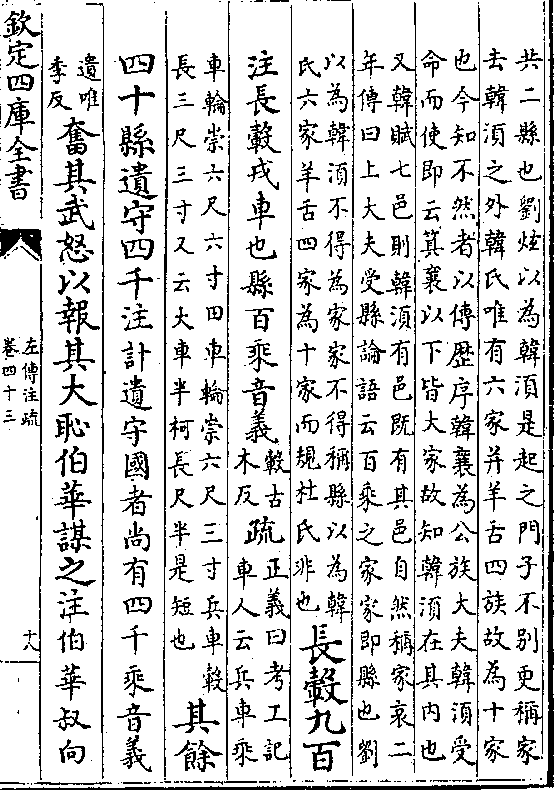 共二縣也劉炫以為韓湏是起之門子不別更稱家
去韓湏之外韓氏唯有六家并羊舌四族故為十家
也今知不然者以傳歴序韓襄為公族大夫韓湏受
命而使即云箕襄以下皆大家故知韓湏在其内也
又韓賦七邑則韓湏有邑既有其邑自然稱家哀二
年傳曰上大夫受縣論語云百乘之家家即縣也劉
以為韓湏不得為家家不得稱縣以為韓
氏六家羊舌四家為十家而規杜氏非也
長轂九百
注長轂戎車也縣百乘音義
轂古
木反
疏
正義曰考工記
車人云兵車乘
車輪崇六尺六寸田車輪崇六尺三寸兵車轂
長三尺三寸又云大車半柯長尺半是短也
其餘
四十縣遺守四千注計遺守國者尚有四千乘音義
遺唯
季反
奮其武怒以報其大恥伯華謀之注伯華叔向
欽定四庫全書
左傳注疏
卷四十三
十八